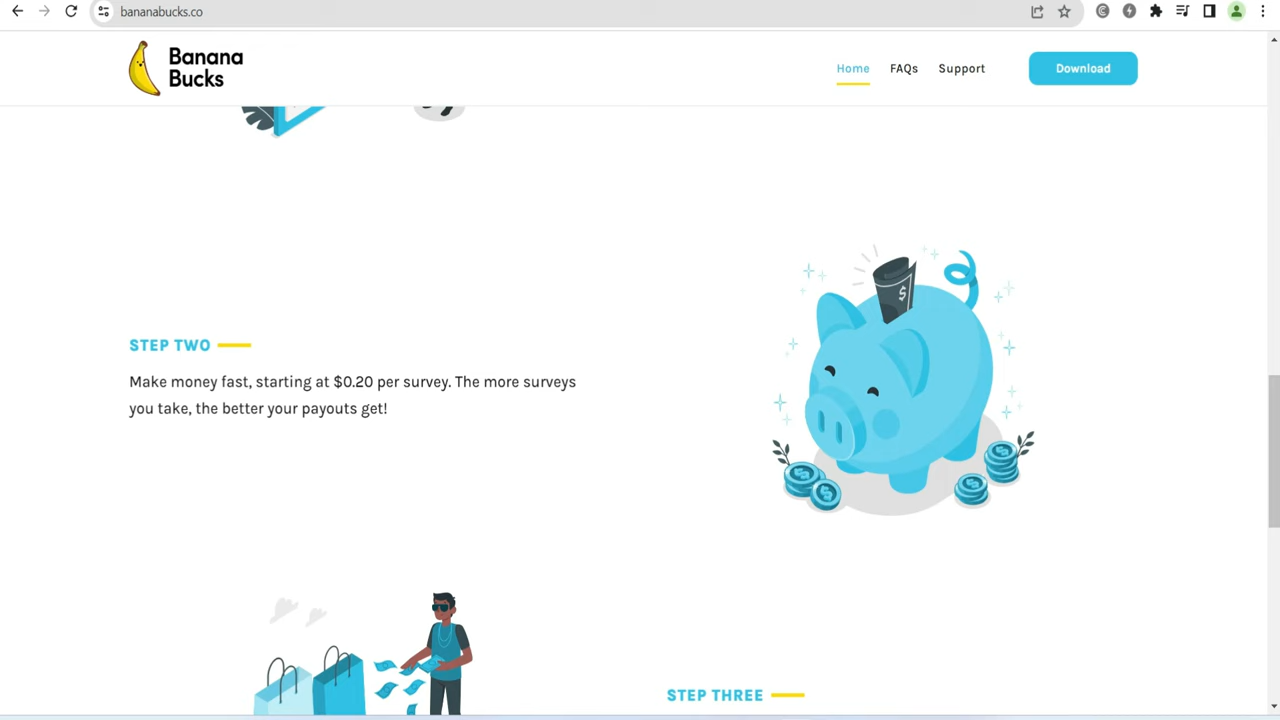 bananabucks.co
Banana
Bucks
Home
FAQs
Support
Download
STEP TWO
Make money fast, starting at $0.20 per survey. The more surveys
you take, the better your payouts get!
$
STEP THREE